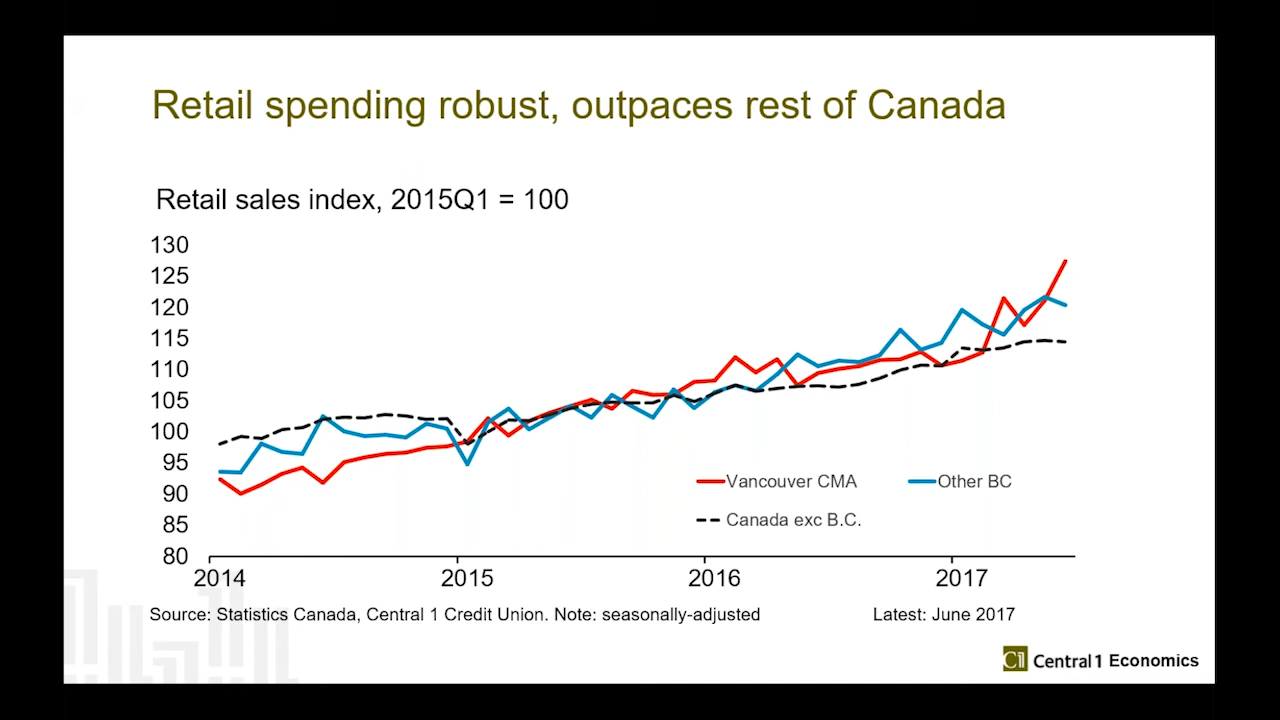 Retail spending robust, outpaces rest of Canada
Retail sales index, 2015Q1 = 100
130
125
120
115
110
105
100
95
90
85
80
Vancouver CMA
Other BC
Canada exc B.C.
2014 2015 2016 2017
Source: Statistics Canada, Central 1 Credit Union. Note: seasonally-adjusted
Latest: June 2017
C1 Central 1 Economics